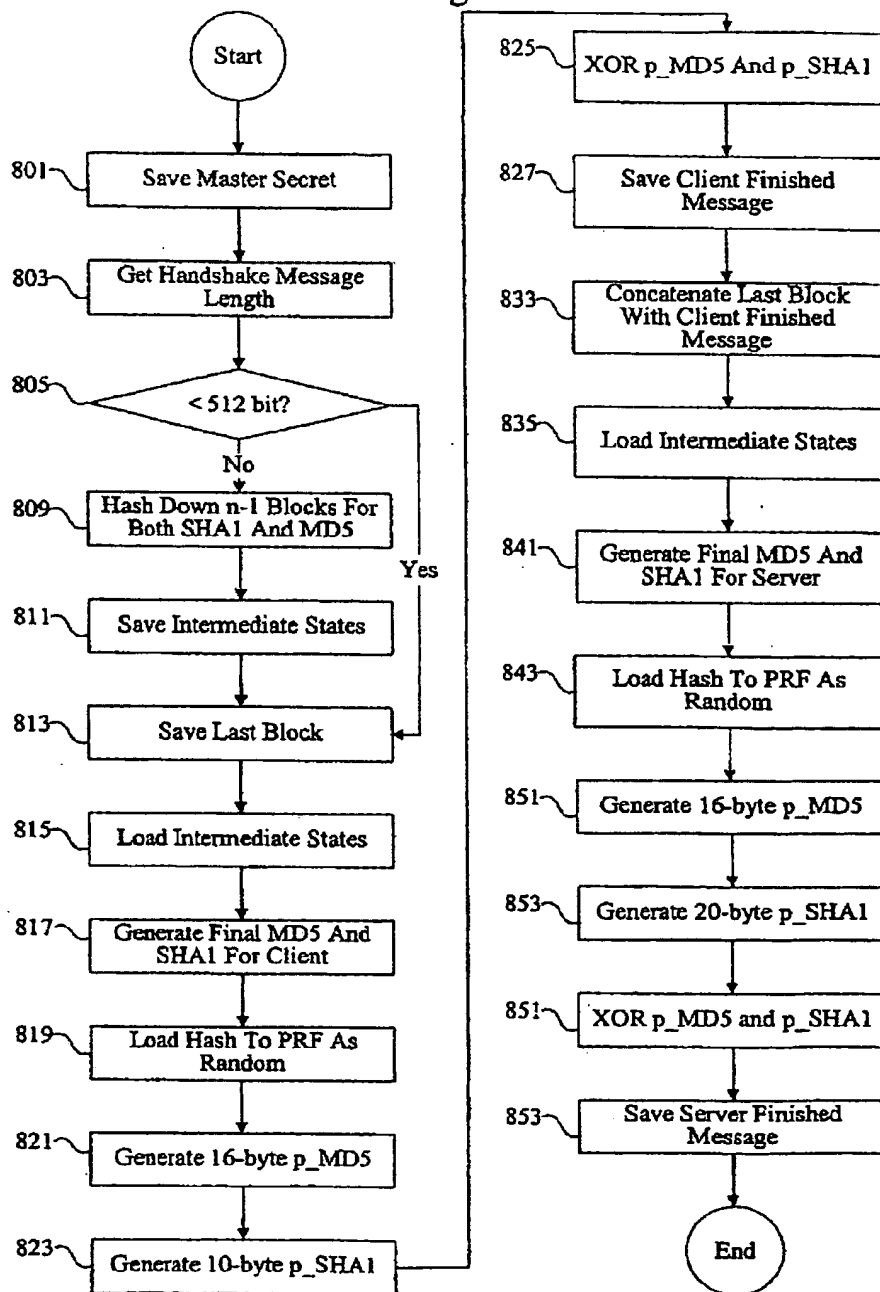 Start
801
Save Master Secret
803
Get Handshake Message
Length
805
< 512 bit?
No
Yes
809
Hash Down n-1 Blocks For
Both SHA1 And MD5
811
Save Intermediate States
813
Save Last Block
815
Load Intermediate States
817
Generate Final MD5 And
SHA1 For Client
819
Load Hash To PRF As
Random
821
Generate 16-byte p_MD5
823
Generate 10-byte p_SHA1
825
XOR p_MD5 And p_SHA1
827
Save Client Finished
Message
833
Concatenate Last Block
With Client Finished
Message
835
Load Intermediate States
841
Generate Final MD5 And
SHA1 For Server
843
Load Hash To PRF As
Random
851
Generate 16-byte p_MD5
853
Generate 20-byte p_SHA1
851
XOR p_MD5 and p_SHA1
853
Save Server Finished
Message
End